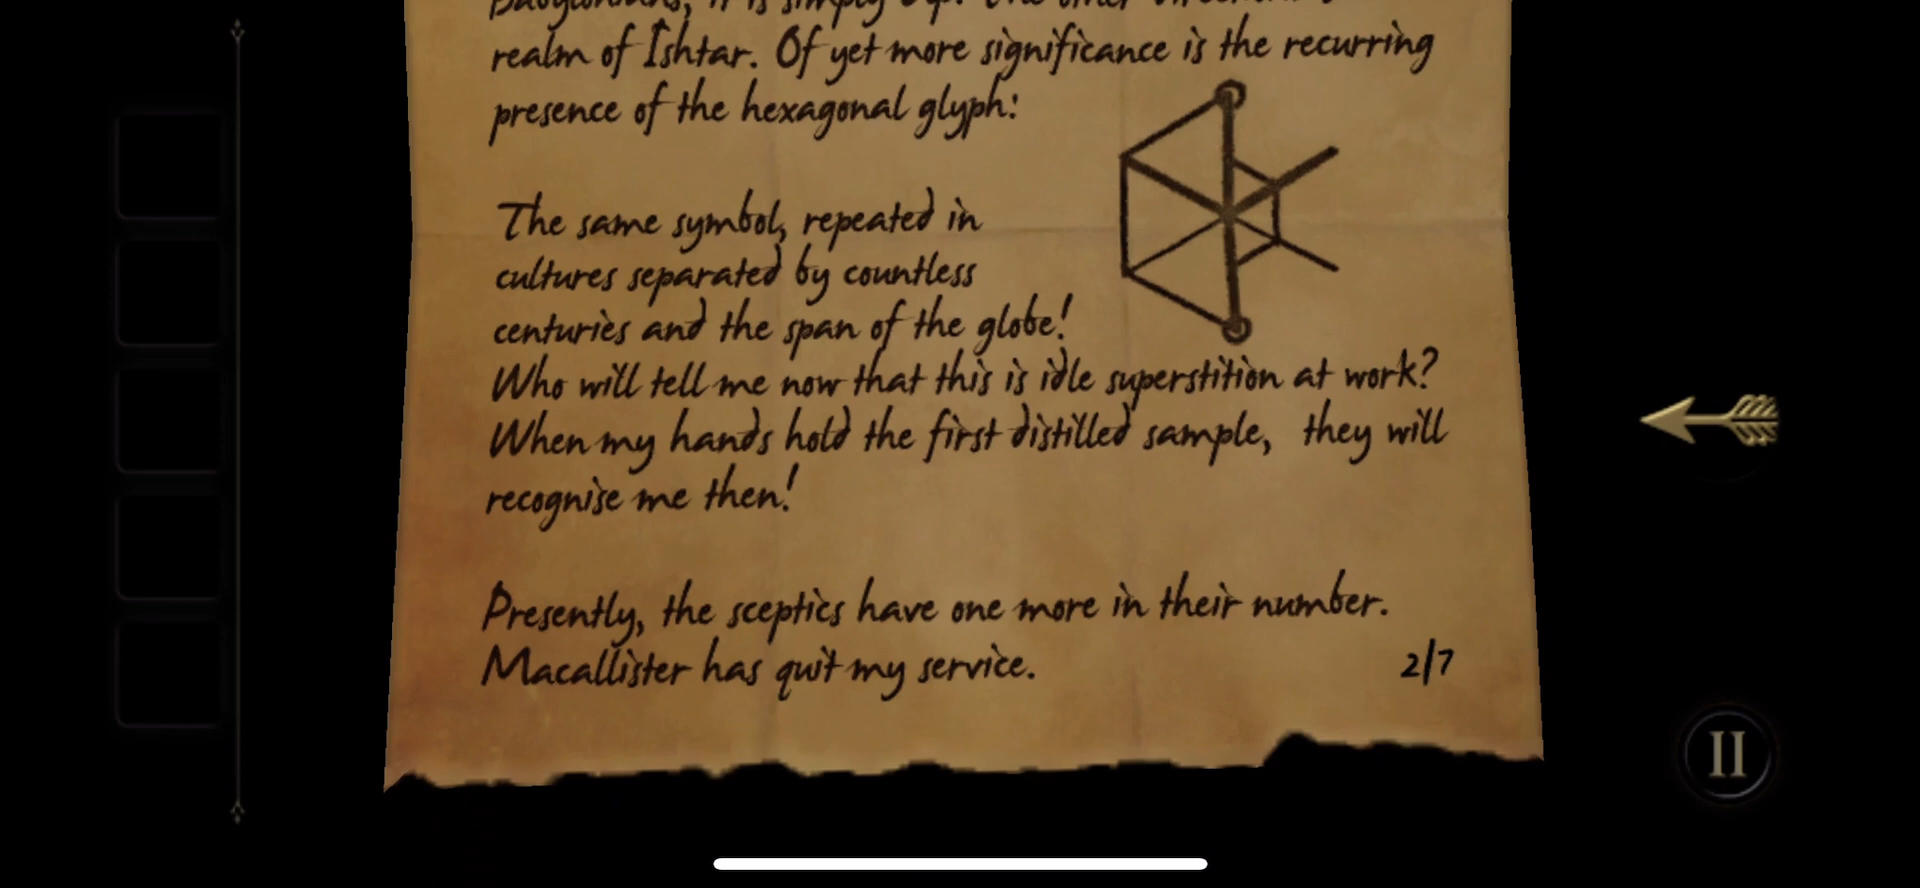 realm of Ishtar. Of yet more significance is the recurring
presence of the hexagonal glyph:
The same symbol, repeated in
cultures separated by countless
centuries and the span of the globe!
Who will tell me now that this is idle superstition at work?
When my hands hold the first distilled sample, they will
recognise me then!
Presently, the sceptics have one more in their number.
Macallister has quit my service.
2/7